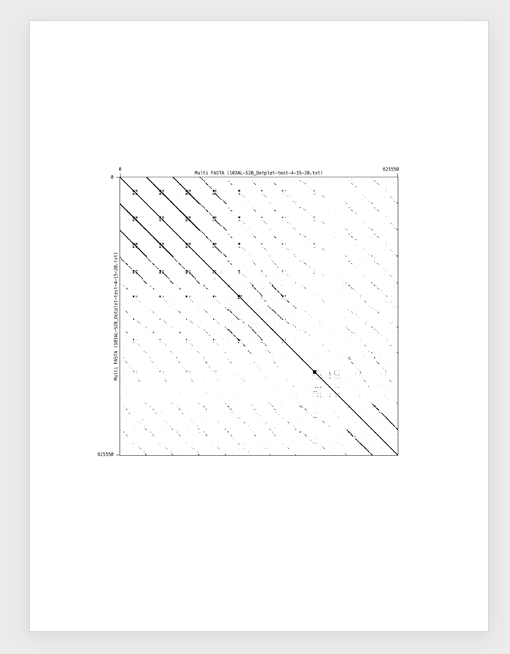 0 625550
Multi FASTA (103AL-S20_Dotplot-test-4-15-20.txt)
0
Multi FASTA (103AL-S20_Dotplot-test-4-15-20.txt)
625550